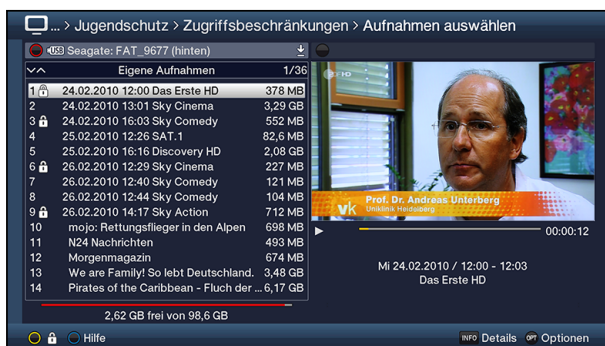 ... > Jugendschutz > Zugriffsbeschränkungen > Aufnahmen auswählen
USB Seagate: FAT_9677 (hinten)
Eigene Aufnahmen 1/36
1 24.02.2010 12:00 Das Erste HD 378 MB
2 24.02.2010 13:01 Sky Cinema 3,29 GB
3 24.02.2010 16:03 Sky Comedy 552 MB
4 25.02.2010 12:26 SAT.1 82,6 MB
5 25.02.2010 16:16 Discovery HD 2,08 GB
6 26.02.2010 12:29 Sky Cinema 227 MB
7 26.02.2010 12:40 Sky Comedy 121 MB
8 26.02.2010 12:44 Sky Comedy 104 MB
9 26.02.2010 14:17 Sky Action 712 MB
10 mojo: Rettungsflieger in den Alpen 698 MB
11 N24 Nachrichten 493 MB
12 Morgenmagazin 674 MB
13 We are Family! So lebt Deutschland. 3,48 GB
14 Pirates of the Caribbean - Fluch der ... 6,17 GB
2,62 GB frei von 98,6 GB
vk
Prof. Dr. Andreas Unterberg
Uniklinik Heidelberg
00:00:12
Mi 24.02.2010 / 12:00 - 12:03
Das Erste HD
Hilfe
INFO Details OPT Optionen